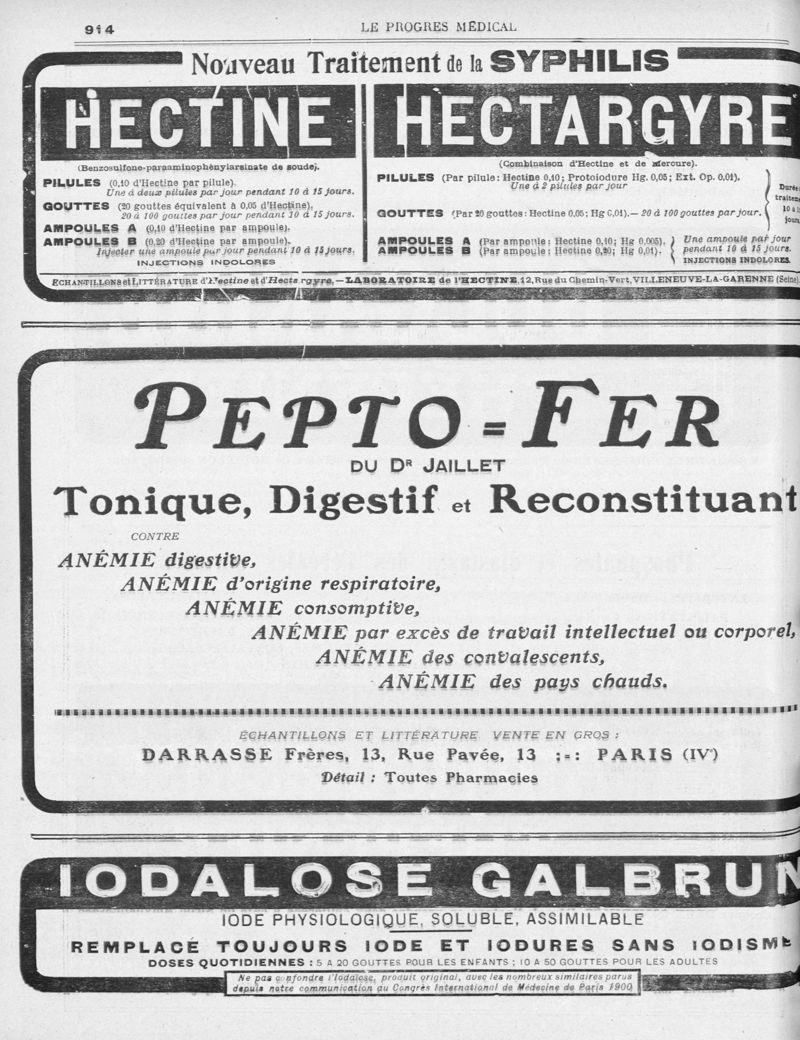 914
LE PROGRES MÉDICAL
Nouveau Traitement de la SYPHILIS
HECTINE
(Benzosulfone-paraaminophénylarsinate de soude).
PILULES (0,10 d'Hectine par pilule).
Une à deux pilules par jour pendant 10 à 15 jours.
GOUTTES (20 gouttes équivalent à 0,05 d'Hectine).
20 à 100 gouttes par jour pendant 10 à 15 jours.
AMPOULES A (0,10 d'Hectine par ampoule).
AMPOULES B (0,20 d'Hectine par ampoule).
Injecter une ampoule par jour pendant 10 à 15 jours.
INJECTIONS INDOLORES
HECTARGYRE
(Combinaison d'Hectine et de Mercure).
PILULES (Par pilule: Hectine 0,10; Protoiodure Hg. 0,05; Ext. Op. 0,01).
Une à 2 pilules par jour
GOUTTES (Par 20 gouttes: Hectine 0,05; Hg 0,01). — 20 à 100 gouttes par jour.
Durée
traitem
10 à 1
jour
AMPOULES A (Par ampoule: Hectine 0,10; Hg 0,005).
AMPOULES B (Par ampoule: Hectine 0,20; Hg 0,01).
Une ampoule par jour
pendant 10 à 15 jours.
INJECTIONS INDOLORES.
ECHANTILLONS et LITTÉRATURE d'Hectine et d'Hectargyre. — LABORATOIRE de l'HECTINE, 12, Rue du Chemin-Vert, VILLENEUVE-LA-GARENNE (Seine)
PEPTO=FER
DU DR JAILLET
Tonique, Digestif et Reconstituant
CONTRE
ANÉMIE digestive,
ANÉMIE d'origine respiratoire,
ANÉMIE consomptive,
ANÉMIE par excès de travail intellectuel ou corporel,
ANÉMIE des convalescents,
ANÉMIE des pays chauds.
ÉCHANTILLONS ET LITTÉRATURE VENTE EN GROS :
DARRASSE Frères, 13, Rue Pavée, 13 :=: PARIS (IVe)
Détail : Toutes Pharmacies
IODALOSE GALBRUN
IODE PHYSIOLOGIQUE, SOLUBLE, ASSIMILABLE
REMPLACE TOUJOURS IODE ET IODURES SANS IODISME
DOSES QUOTIDIENNES : 5 A 20 GOUTTES POUR LES ENFANTS ; 10 A 50 GOUTTES POUR LES ADULTES
Ne pas confondre l'Iodalose, produit original, avec les nombreux similaires parus
depuis notre communication au Congrès International de Médecine de Paris 1900